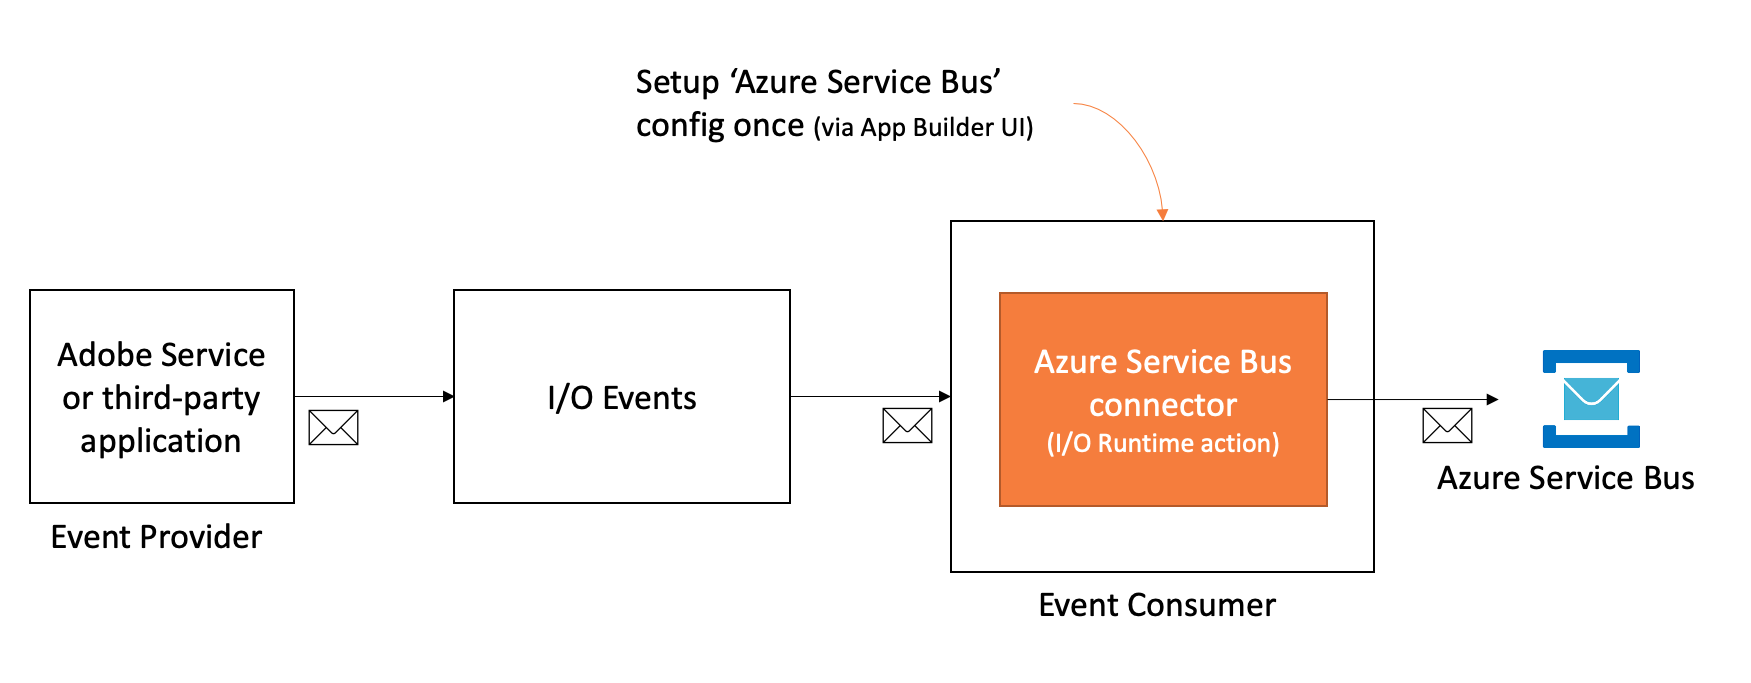 Setup ‘Azure Service Bus’
config once (via App Builder UI)
Adobe Service
or third-party
application
Event Provider
I/O Events
Azure Service Bus
connector
(I/O Runtime action)
Event Consumer
Azure Service Bus